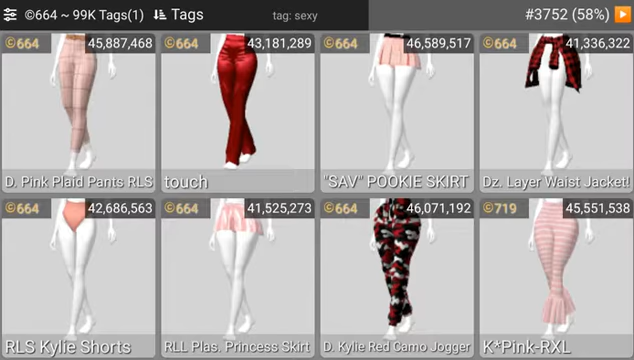 ©664 ~ 99K Tags(1) Tags tag: sexy #3752 (58%)
©664 45,887,468
©664 43,181,289
©664 46,589,517
©664 41,336,322
D. Pink Plaid Pants RLS
touch
"SAV" POOKIE SKIRT
Dz. Layer Waist Jacket!
©664 42,686,563
©664 41,525,273
©664 46,071,192
©719 45,551,538
RLS Kylie Shorts
RLL Plas. Princess Skirt
D. Kylie Red Camo Jogger
K*Pink-RXL